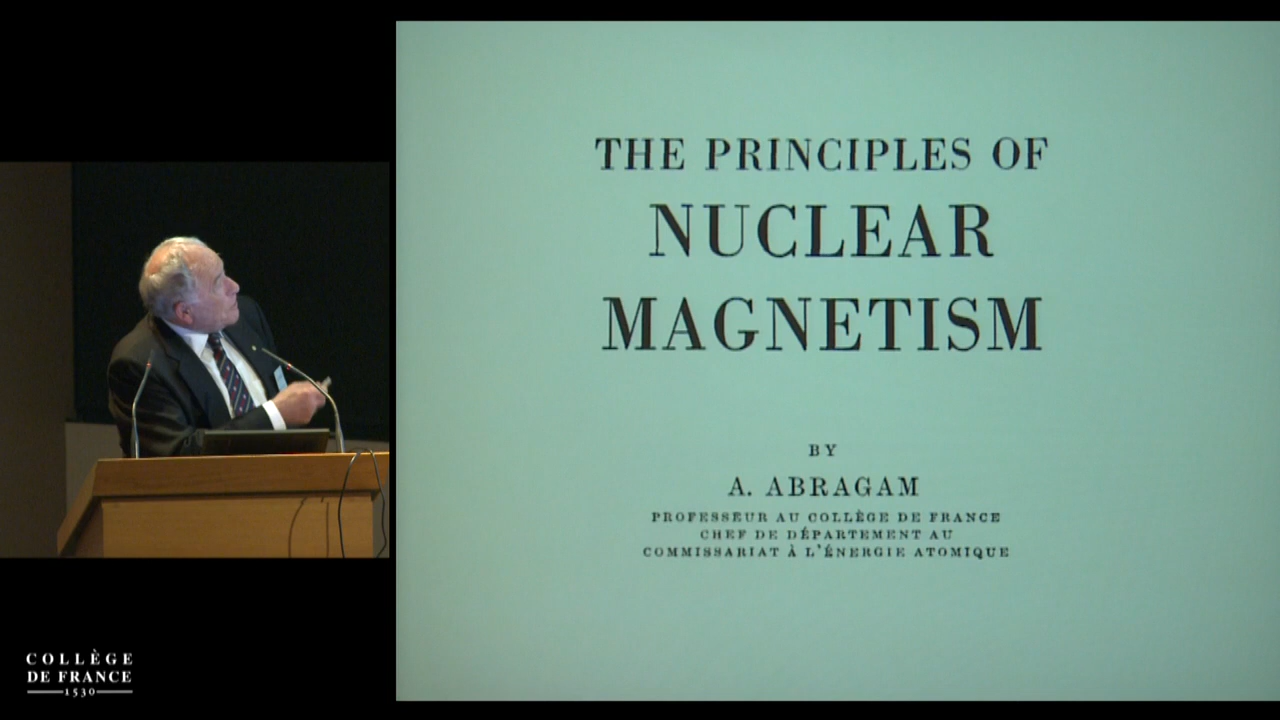 THE PRINCIPLES OF
NUCLEAR
MAGNETISM
BY
A. ABRAGAM
PROFESSEUR AU COLLÈGE DE FRANCE
CHEF DE DÉPARTEMENT AU
COMMISSARIAT À L'ÉNERGIE ATOMIQUE
COLLÈGE
DE FRANCE
1530